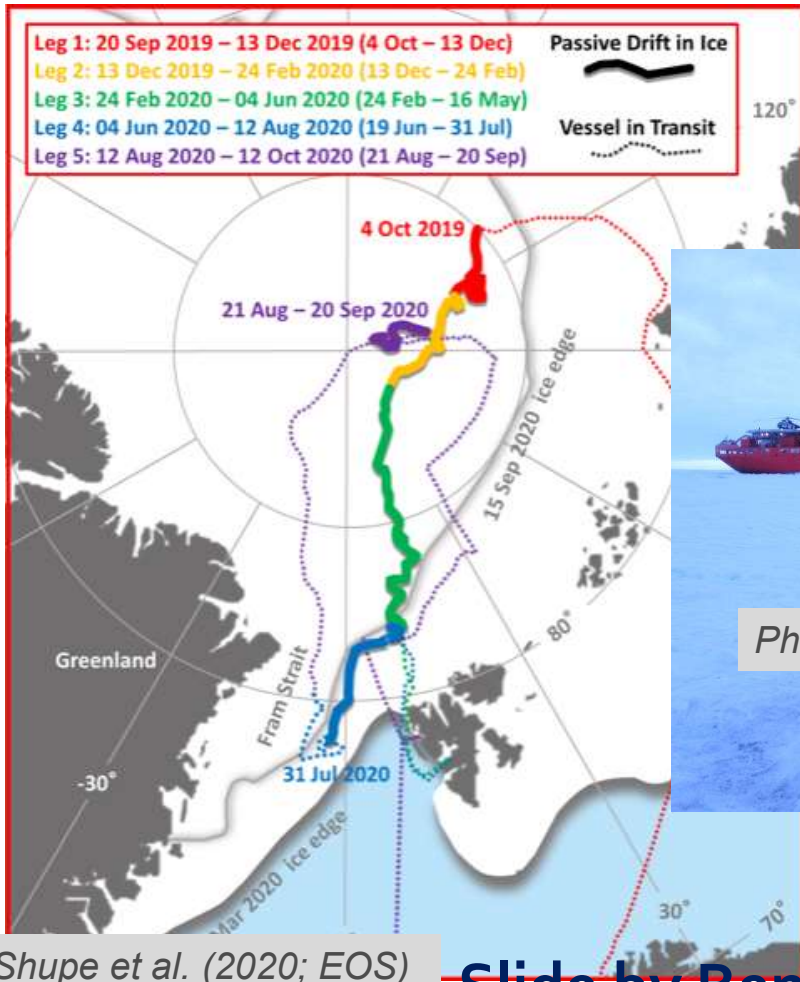 Leg 1: 20 Sep 2019 – 13 Dec 2019 (4 Oct – 13 Dec)
Leg 2: 13 Dec 2019 – 24 Feb 2020 (13 Dec – 24 Feb)
Leg 3: 24 Feb 2020 – 04 Jun 2020 (24 Feb – 16 May)
Leg 4: 04 Jun 2020 – 12 Aug 2020 (19 Jun – 31 Jul)
Leg 5: 12 Aug 2020 – 12 Oct 2020 (21 Aug – 20 Sep)
Passive Drift in Ice
Vessel in Transit
120°
4 Oct 2019
21 Aug – 20 Sep 2020
15 Sep 2020 ice edge
Ph
80°
Greenland
Fram Strait
-30°
31 Jul 2020
Mar 2020 ice edge
30°
70°
Shupe et al. (2020; EOS)
Slide by